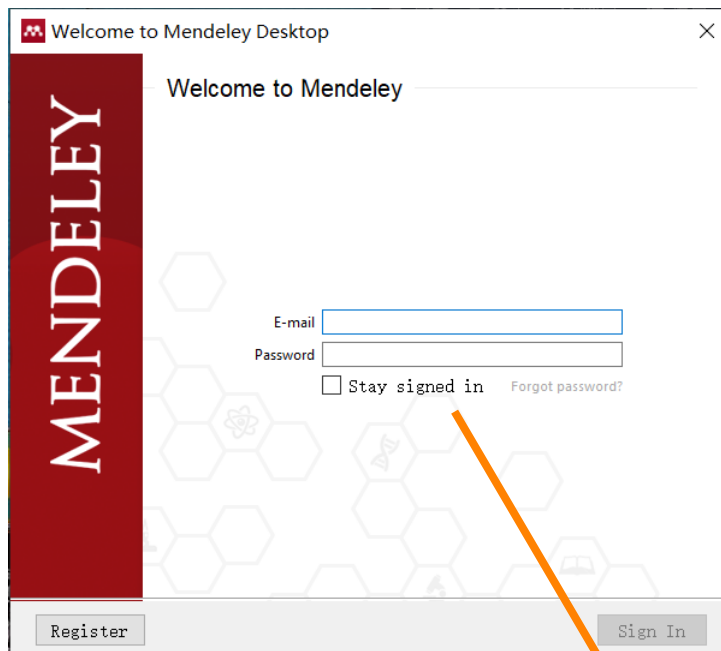 Welcome to Mendeley Desktop
MENDELEY
Welcome to Mendeley
E-mail
Password
Stay signed in Forgot password?
Register Sign In